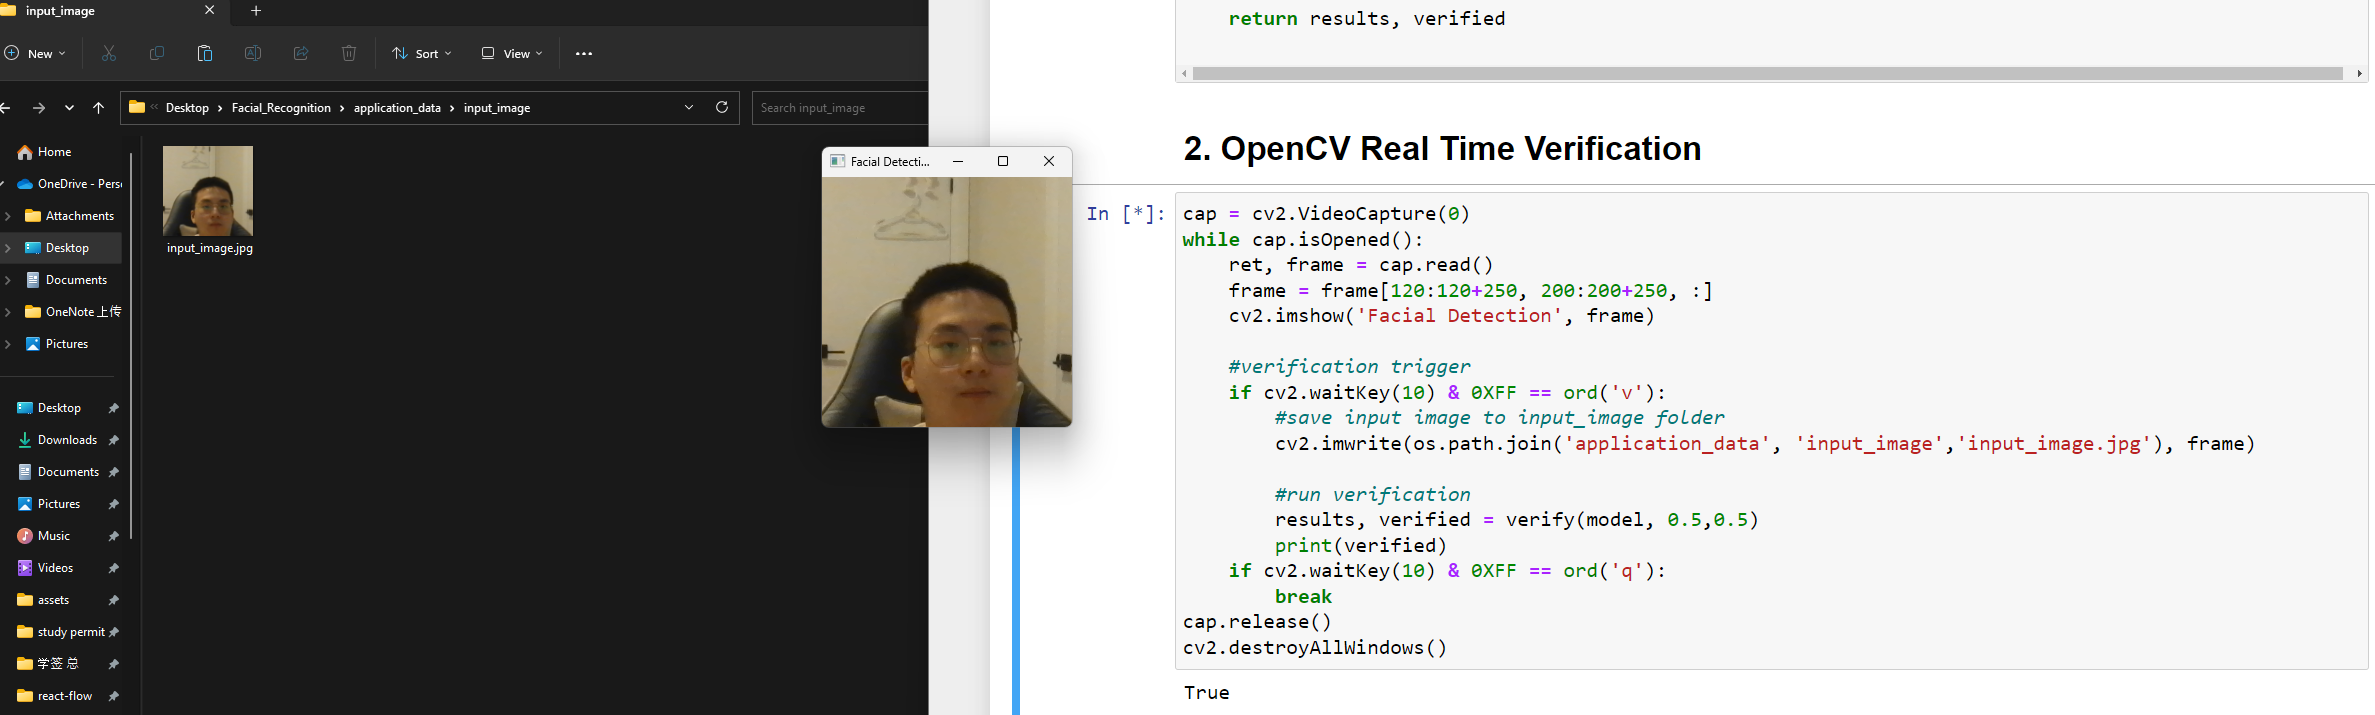 input_image
New
Sort
View
Desktop > Facial_Recognition > application_data > input_image
Search input_image
Home
OneDrive - Pers
Attachments
Desktop
Documents
OneNote 上传
Pictures
Desktop
Downloads
Documents
Pictures
Music
Videos
assets
study permit
学签 总
react-flow
input_image.jpg
Facial Detecti...
return results, verified
2. OpenCV Real Time Verification
In [*]:
cap = cv2.VideoCapture(0)
while cap.isOpened():
    ret, frame = cap.read()
    frame = frame[120:120+250, 200:200+250, :]
    cv2.imshow('Facial Detection', frame)
    #verification trigger
    if cv2.waitKey(10) & 0XFF == ord('v'):
        #save input image to input_image folder
        cv2.imwrite(os.path.join('application_data', 'input_image','input_image.jpg'), frame)
        #run verification
        results, verified = verify(model, 0.5,0.5)
        print(verified)
    if cv2.waitKey(10) & 0XFF == ord('q'):
        break
cap.release()
cv2.destroyAllWindows()
True